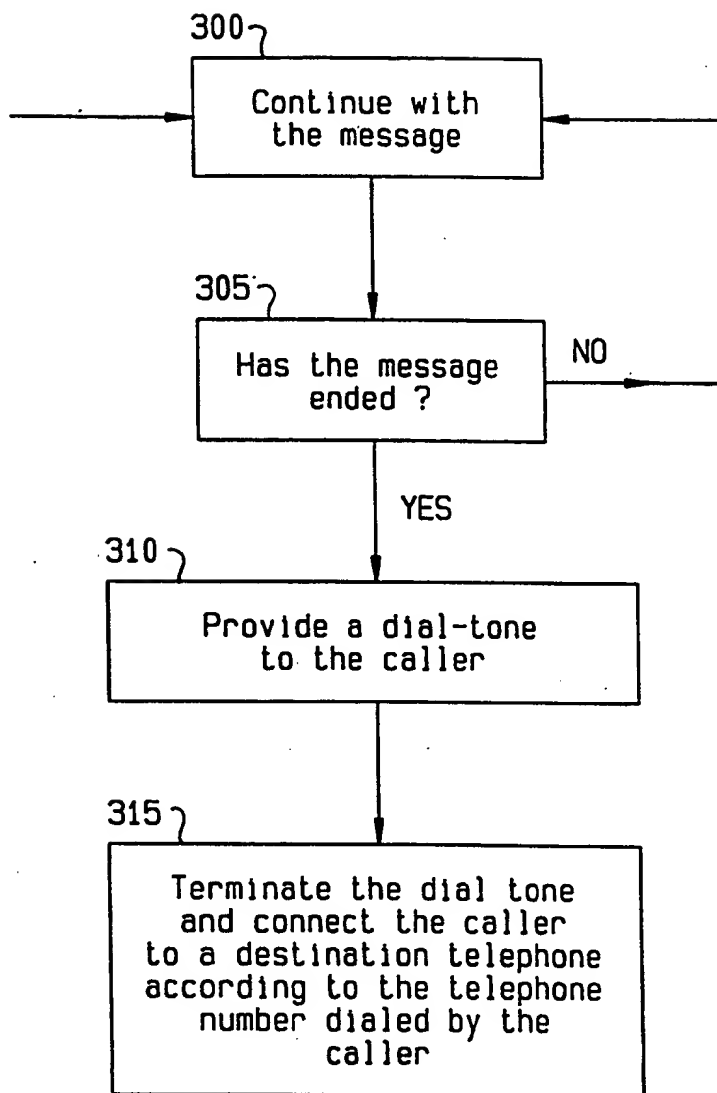 300
Continue with
the message
305
Has the message
ended ?
NO
YES
310
Provide a dial-tone
to the caller
315
Terminate the dial tone
and connect the caller
to a destination telephone
according to the telephone
number dialed by the
caller